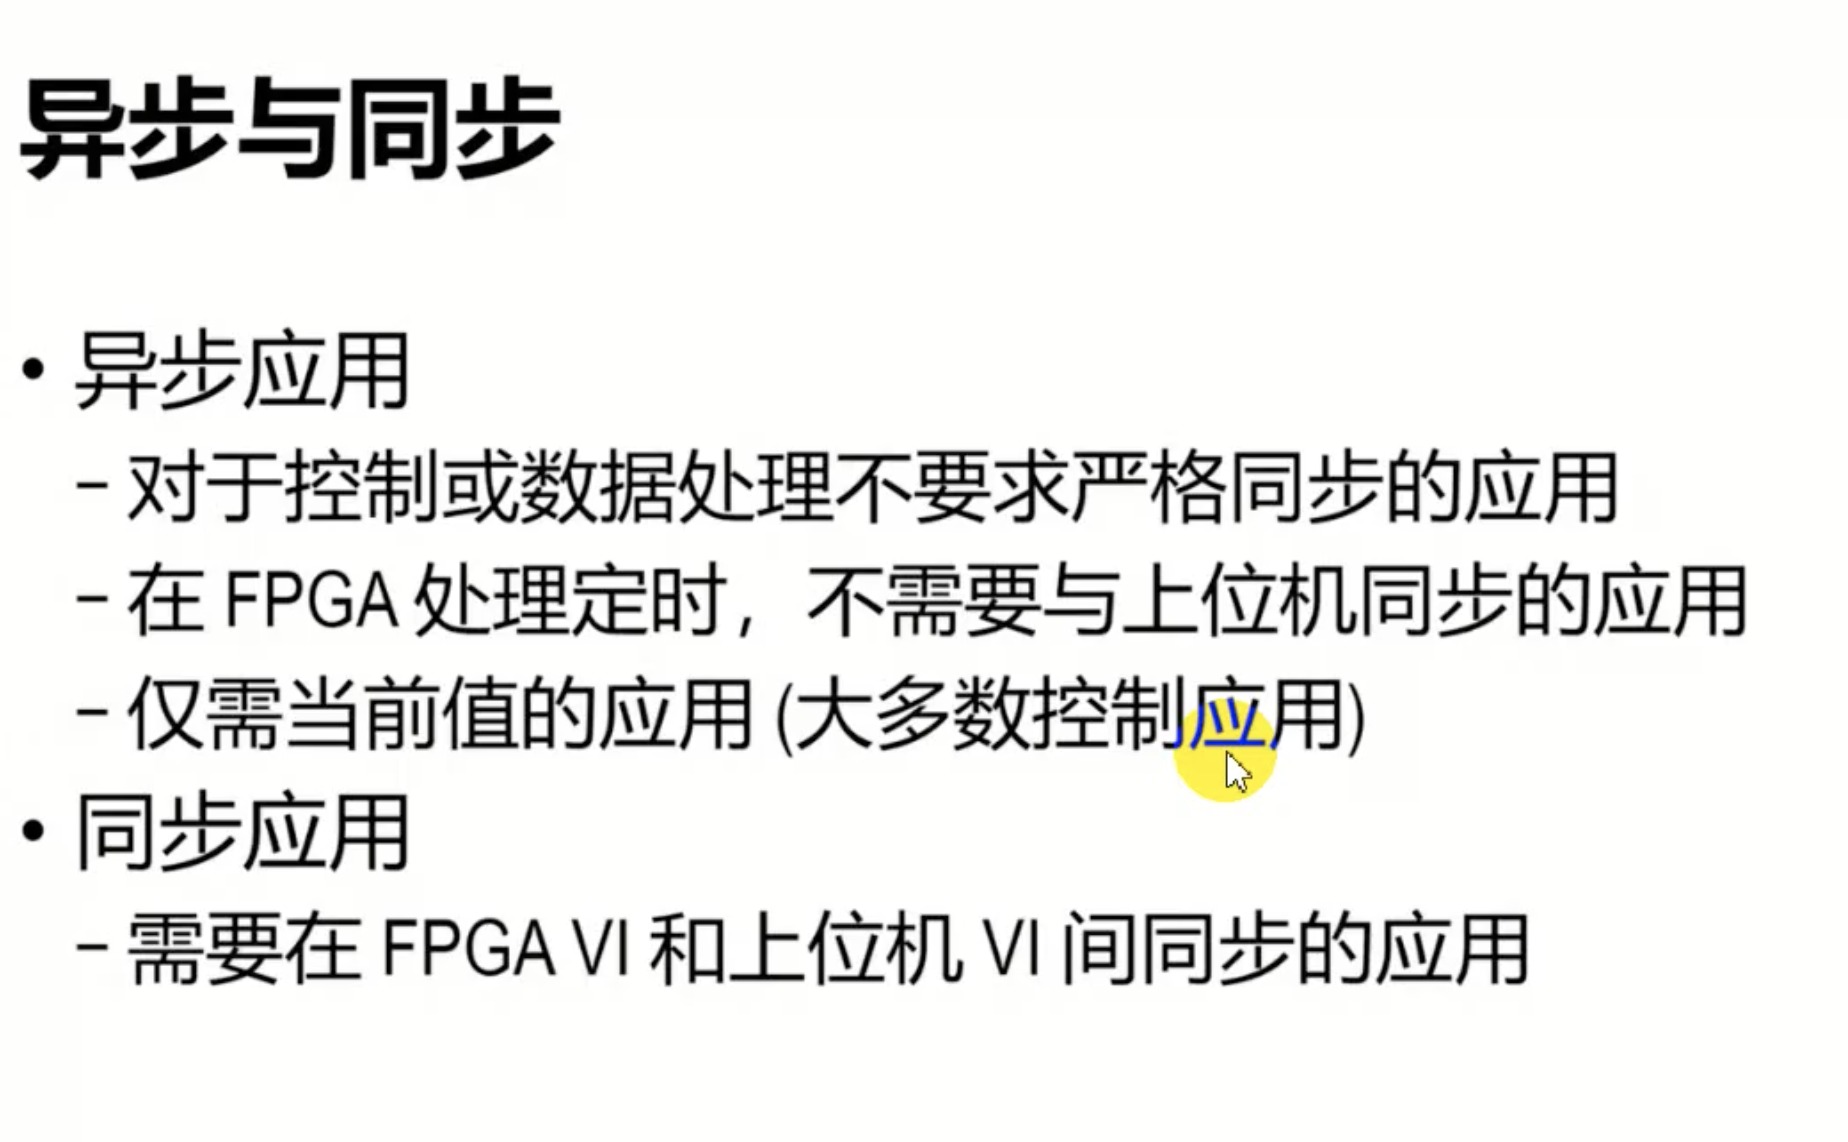 异步与同步
• 异步应用
– 对于控制或数据处理不要求严格同步的应用
– 在 FPGA 处理定时，不需要与上位机同步的应用
– 仅需当前值的应用 (大多数控制应用)
• 同步应用
– 需要在 FPGA VI 和上位机 VI 间同步的应用